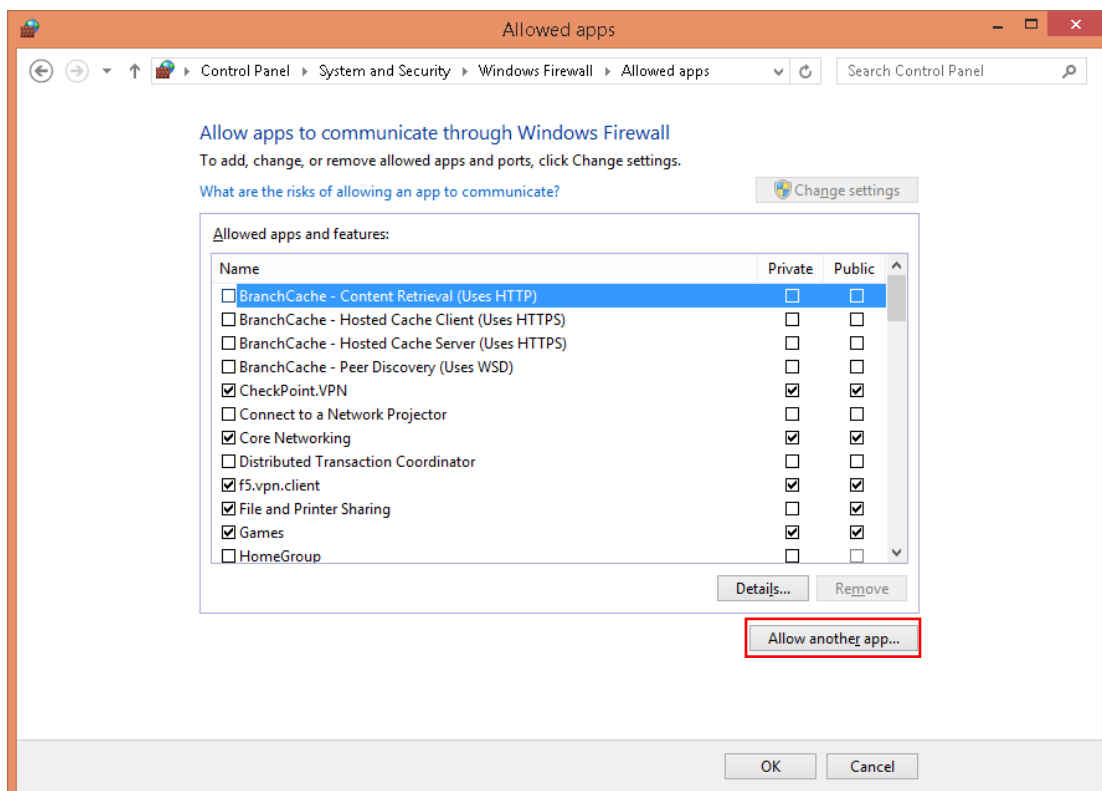 Allowed apps
Control Panel System and Security Windows Firewall Allowed apps Search Control Panel
Allow apps to communicate through Windows Firewall
To add, change, or remove allowed apps and ports, click Change settings.
What are the risks of allowing an app to communicate? Change settings
Allowed apps and features:
Name Private Public
BranchCache - Content Retrieval (Uses HTTP)
BranchCache - Hosted Cache Client (Uses HTTPS)
BranchCache - Hosted Cache Server (Uses HTTPS)
BranchCache - Peer Discovery (Uses WSD)
CheckPoint.VPN
Connect to a Network Projector
Core Networking
Distributed Transaction Coordinator
f5.vpn.client
File and Printer Sharing
Games
HomeGroup
Details... Remove
Allow another app...
OK Cancel